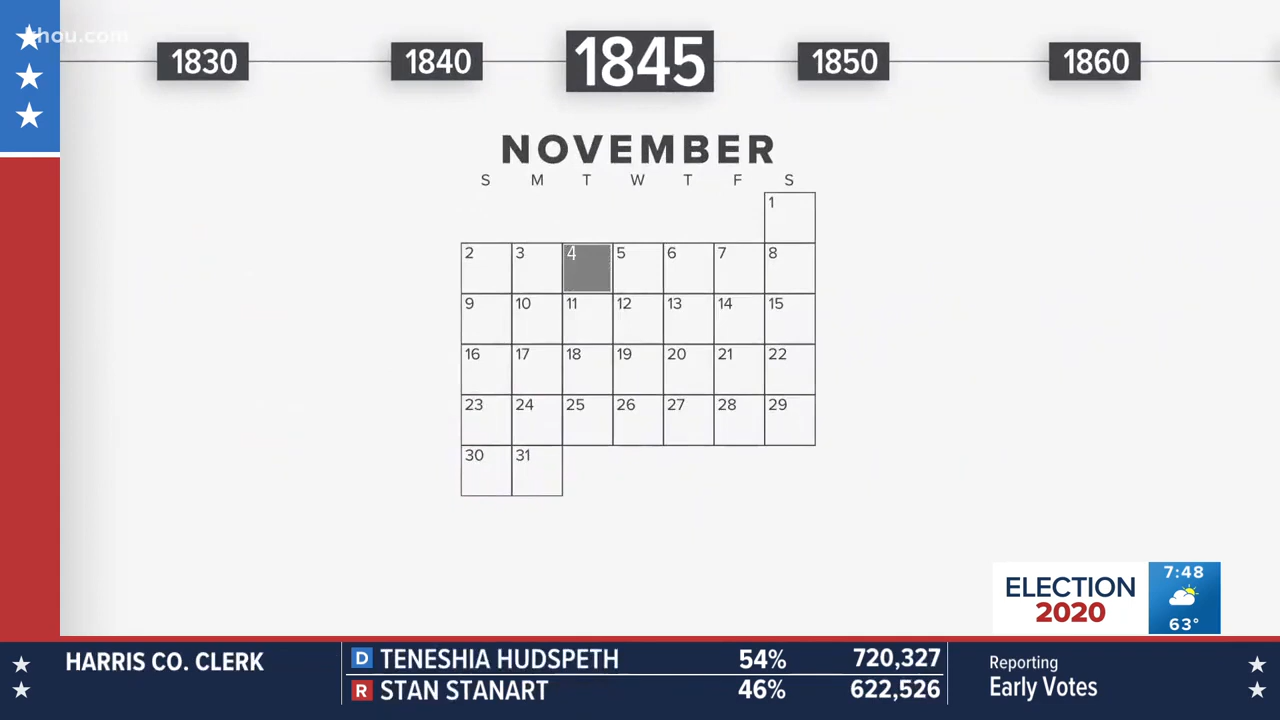 khou.com
1830 1840 1845 1850 1860
NOVEMBER
S M T W T F S
1
2 3 4 5 6 7 8
9 10 11 12 13 14 15
16 17 18 19 20 21 22
23 24 25 26 27 28 29
30 31
ELECTION
2020
7:48
63°
HARRIS CO. CLERK
D TENESHIA HUDSPETH 54% 720,327
R STAN STANART 46% 622,526
Reporting
Early Votes